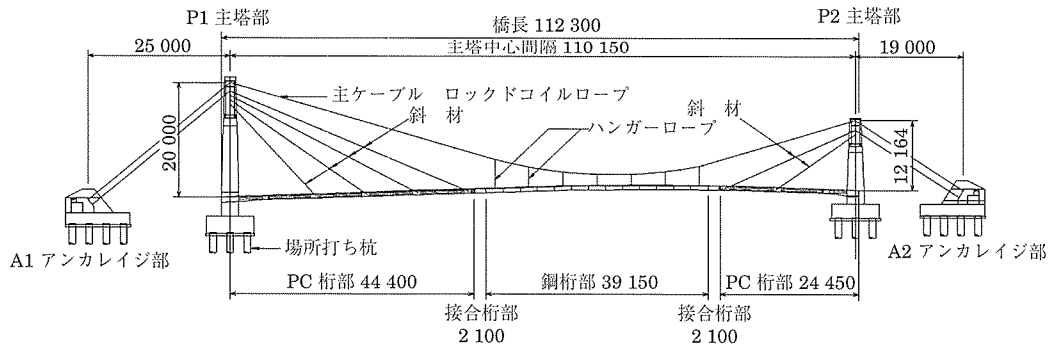 P1 主塔部
P2 主塔部
橋長 112 300
25 000
主塔中心間隔 110 150
19 000
主ケーブル ロックドコイルロープ
斜 材
斜 材
ハンガーロープ
20 000
12 164
場所打ち杭
A1 アンカレイジ部
A2 アンカレイジ部
PC 桁部 44 400
鋼桁部 39 150
PC 桁部 24 450
接合桁部
2 100
接合桁部
2 100